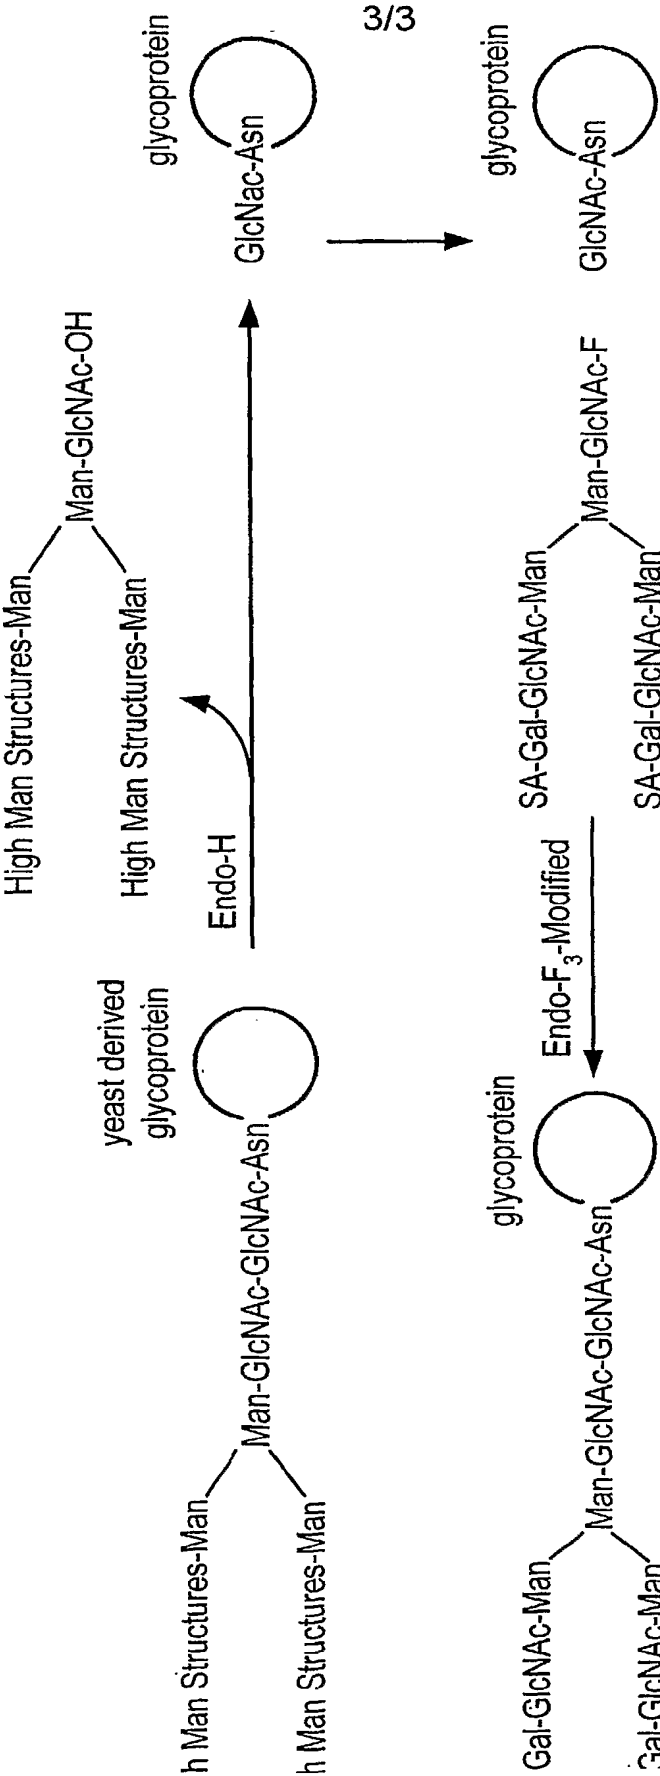 3/3
yeast derived
glycoprotein
h Man Structures-Man
Man-GlcNAc-GlcNAc-Asn
h Man Structures-Man
Endo-H
High Man Structures-Man
Man-GlcNAc-OH
High Man Structures-Man
glycoprotein
GlcNac-Asn
glycoprotein
Gal-GlcNAc-Man
Man-GlcNAc-GlcNAc-Asn
Gal-GlcNAc-Man
Endo-F3-Modified
SA-Gal-GlcNAc-Man
Man-GlcNAc-F
SA-Gal-GlcNAc-Man
glycoprotein
GlcNAc-Asn